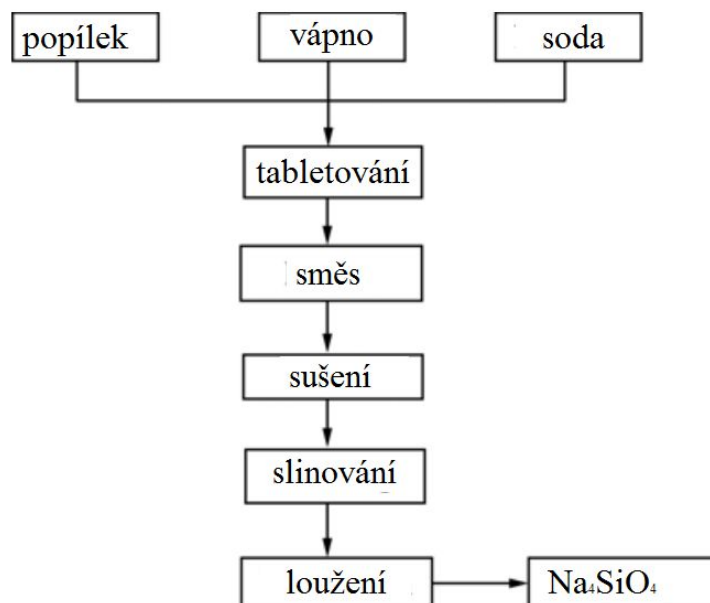 popílek
vápno
soda
tabletování
směs
sušení
slinování
loužení
Na₄SiO₄